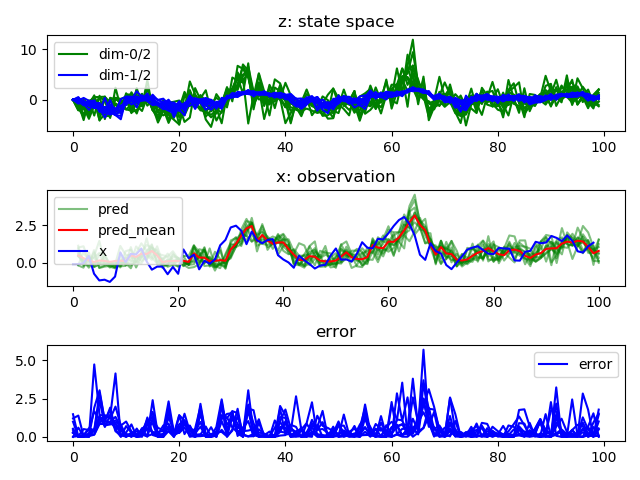 z: state space
10
0
dim-0/2
dim-1/2
0 20 40 60 80 100
x: observation
2.5
0.0
pred
pred_mean
x
0 20 40 60 80 100
error
5.0
2.5
0.0
error
0 20 40 60 80 100